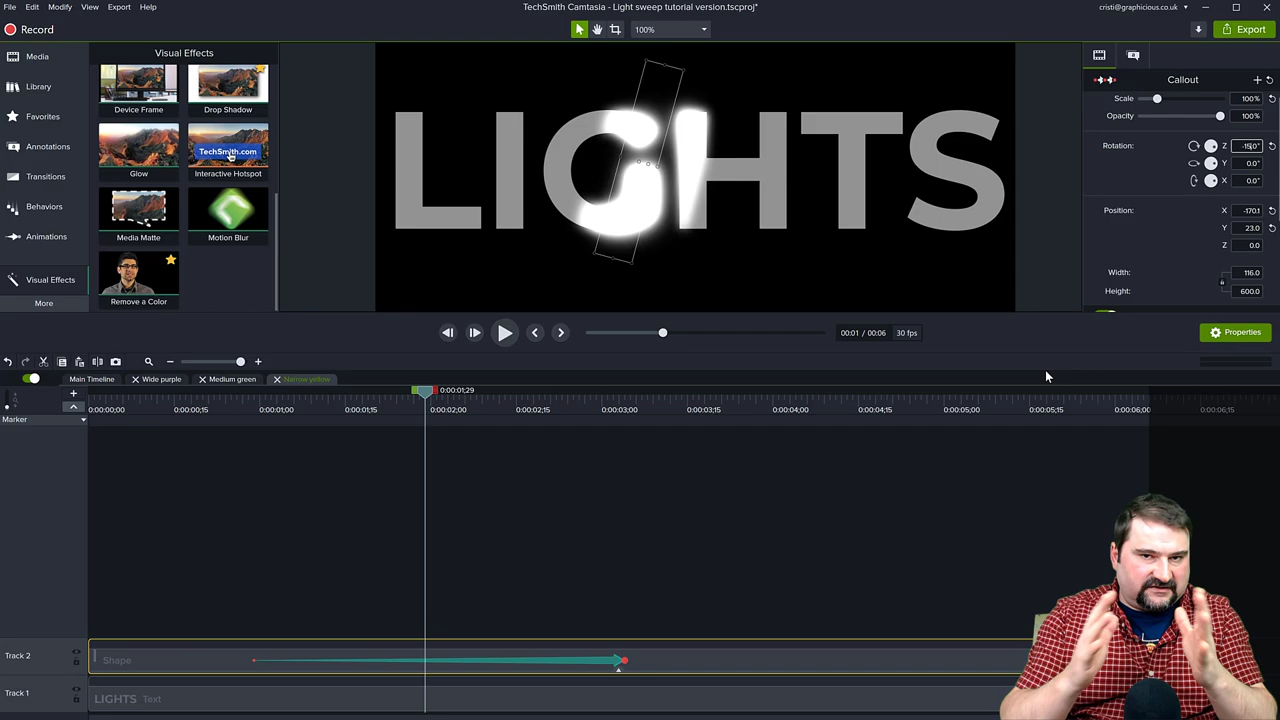 File Edit Modify View Export Help
TechSmith Camtasia - Light sweep tutorial version.tscproj*
cristi@graphicious.co.uk
Record
100%
Export
Media
Library
Favorites
Annotations
Transitions
Behaviors
Animations
Visual Effects
More
Visual Effects
Device Frame
Drop Shadow
TechSmith.com
Glow
Interactive Hotspot
Media Matte
Motion Blur
Remove a Color
LIGHTS
Callout
Scale 100%
Opacity 100%
Rotation: Z
Y 0.0°
X 0.0°
Position: X -170.1
Y 23.0
Z 0.0
Width: 116.0
Height: 600.0
00:01 / 00:06 30 fps
Properties
Main Timeline Wide purple Medium green Narrow yellow
0:00:01;29
0:00:00;00 0:00:00;15 0:00:01;00 0:00:01;15 0:00:02;00 0:00:02;15 0:00:03;00 0:00:03;15 0:00:04;00 0:00:04;15 0:00:05;00 0:00:05;15 0:00:06;00 0:00:06;15
Marker
Track 2
Shape
Track 1
LIGHTS Text